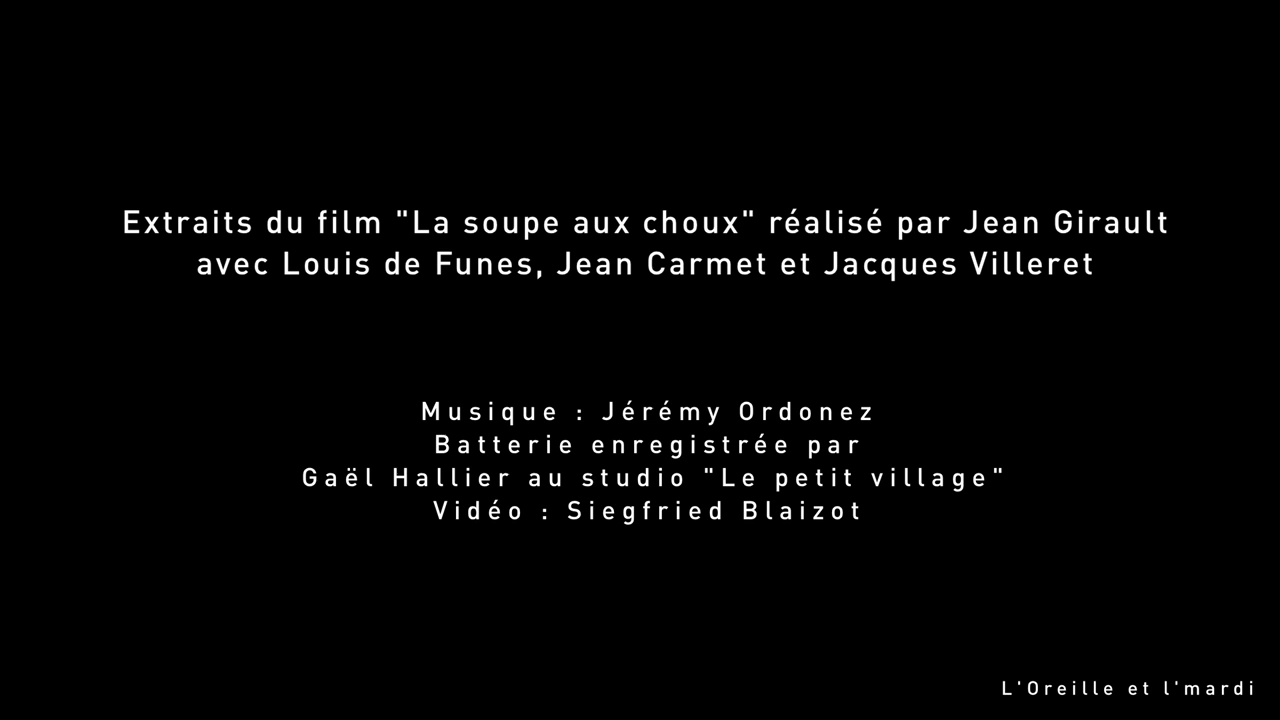 Extraits du film "La soupe aux choux" réalisé par Jean Girault
avec Louis de Funes, Jean Carmet et Jacques Villeret
Musique : Jérémy Ordonez
Batterie enregistrée par
Gaël Hallier au studio "Le petit village"
Vidéo : Siegfried Blaizot
L'Oreille et l'mardi